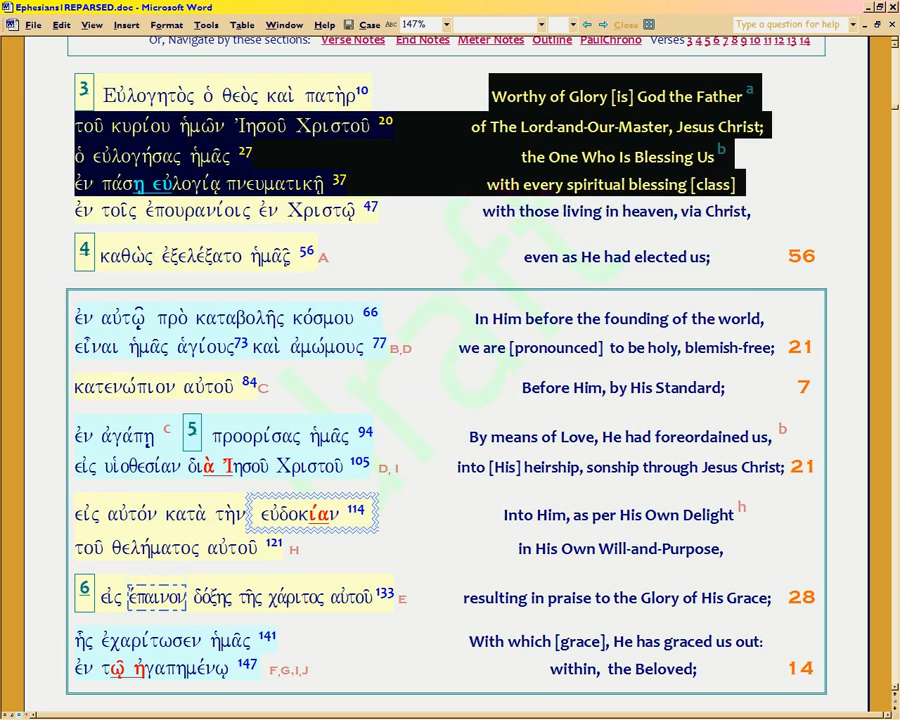 Ephesians1REPARSED.doc - Microsoft Word
File Edit View Insert Format Tools Table Window Help Case 147% Close Type a question for help
Or, Navigate by these sections: Verse Notes End Notes Meter Notes Outline PaulChrono Verses 3 4 5 6 7 8 9 10 11 12 13 14
3 Εὐλογητὸς ὁ θεὸς καὶ πατὴρ10 Worthy of Glory [is] God the Father a
τοῦ κυρίου ἡμῶν Ἰησοῦ Χριστοῦ 20 of The Lord-and-Our-Master, Jesus Christ;
ὁ εὐλογήσας ἡμᾶς 27 the One Who Is Blessing Us b
ἐν πάσῃ εὐλογίᾳ πνευματικῇ 37 with every spiritual blessing [class]
ἐν τοῖς ἐπουρανίοις ἐν Χριστῷ 47 with those living in heaven, via Christ,
4 καθὼς ἐξελέξατο ἡμᾶς 56 A even as He had elected us; 56
ἐν αὐτῷ πρὸ καταβολῆς κόσμου 66 In Him before the founding of the world,
εἶναι ἡμᾶς ἁγίους73 καὶ ἀμώμους 77 B,D we are [pronounced] to be holy, blemish-free; 21
κατενώπιον αὐτοῦ 84 C Before Him, by His Standard; 7
ἐν ἀγάπῃ c 5 προορίσας ἡμᾶς 94 By means of Love, He had foreordained us, b
εἰς υἱοθεσίαν διὰ Ἰησοῦ Χριστοῦ 105 D, I into [His] heirship, sonship through Jesus Christ; 21
εἰς αὐτόν κατὰ τὴν εὐδοκίαν 114 Into Him, as per His Own Delight h
τοῦ θελήματος αὐτοῦ 121 H in His Own Will-and-Purpose,
6 εἰς ἔπαινον δόξης τῆς χάριτος αὐτοῦ133 E resulting in praise to the Glory of His Grace; 28
ἧς ἐχαρίτωσεν ἡμᾶς 141 With which [grace], He has graced us out:
ἐν τῷ ἠγαπημένῳ 147 F,G,I,J within, the Beloved; 14